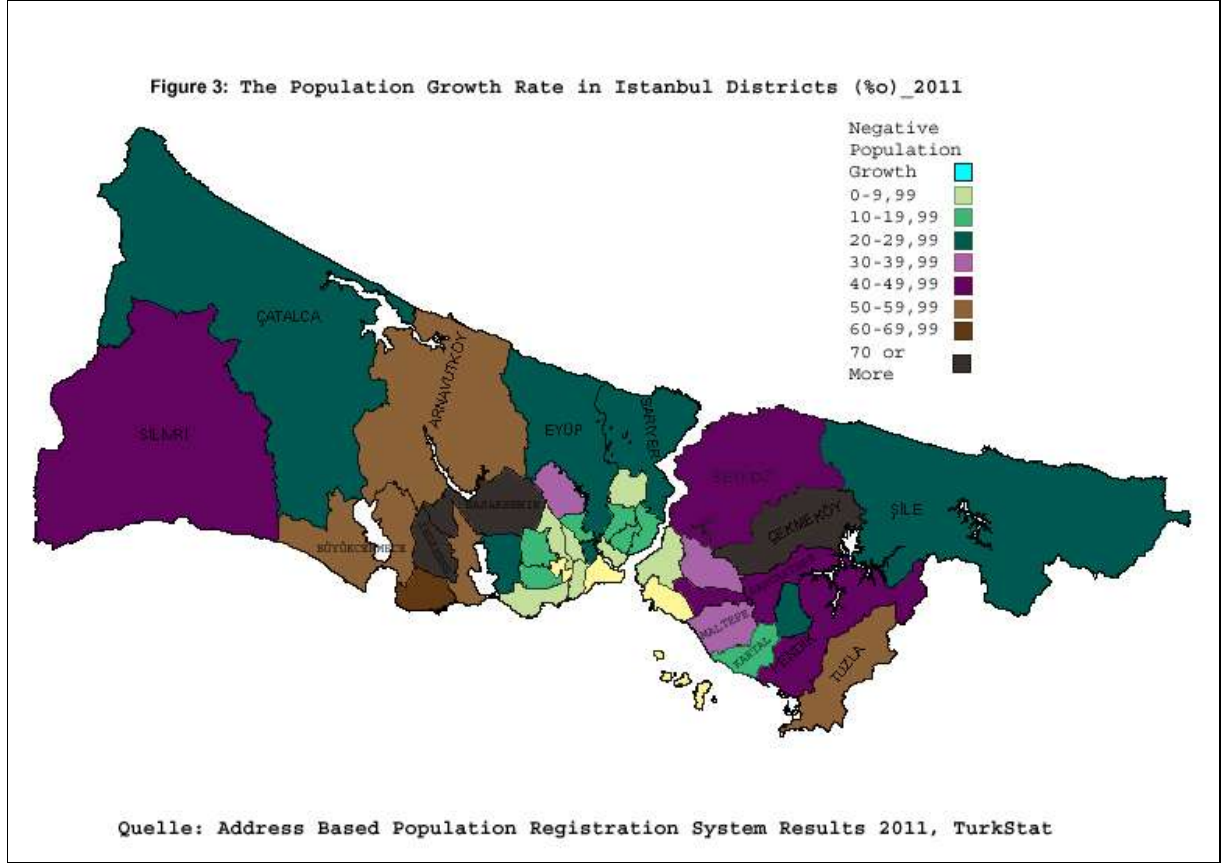 Figure 3: The Population Growth Rate in Istanbul Districts (%o)_2011
Negative
Population
Growth
0-9,99
10-19,99
20-29,99
30-39,99
40-49,99
50-59,99
60-69,99
70 or
More
ÇATALCA
SİLİVRİ
ARNAVUTKÖY
EYÜP
SARIYER
BAŞAKŞEHİR
BÜYÜKÇEKMECE
BEYKOZ
ÇEKMEKÖY
ŞİLE
MALTEPE
KARTAL
PENDİK
TUZLA
Quelle: Address Based Population Registration System Results 2011, TurkStat